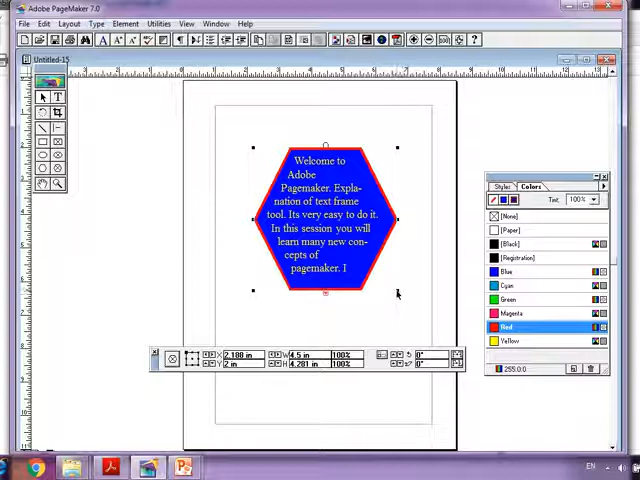 Adobe PageMaker 7.0
File Edit Layout Type Element Utilities View Window Help
Untitled-15
Welcome to
Adobe
Pagemaker. Expla-
nation of text frame
tool. Its very easy to do it.
In this session you will
learn many new con-
cepts of
pagemaker. I
Styles Colors
Tint: 100%
[None]
[Paper]
[Black]
[Registration]
Blue
Cyan
Green
Magenta
Red
Yellow
255:0:0
X 2.188 in W 4.5 in 100% 0°
Y 2 in H 4.281 in 100% 0°
EN